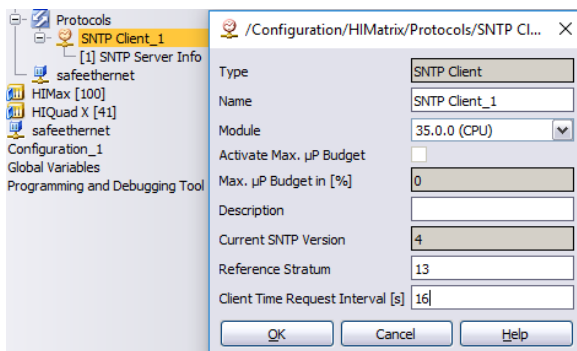 Protocols
SNTP Client_1
[1] SNTP Server Info
safeethernet
HIMax [100]
HIQuad X [41]
safeethernet
Configuration_1
Global Variables
Programming and Debugging Tool
/Configuration/HIMatrix/Protocols/SNTP Cl...
Type SNTP Client
Name SNTP Client_1
Module 35.0.0 (CPU)
Activate Max. µP Budget
Max. µP Budget in [%] 0
Description
Current SNTP Version 4
Reference Stratum 13
Client Time Request Interval [s] 16
OK Cancel Help